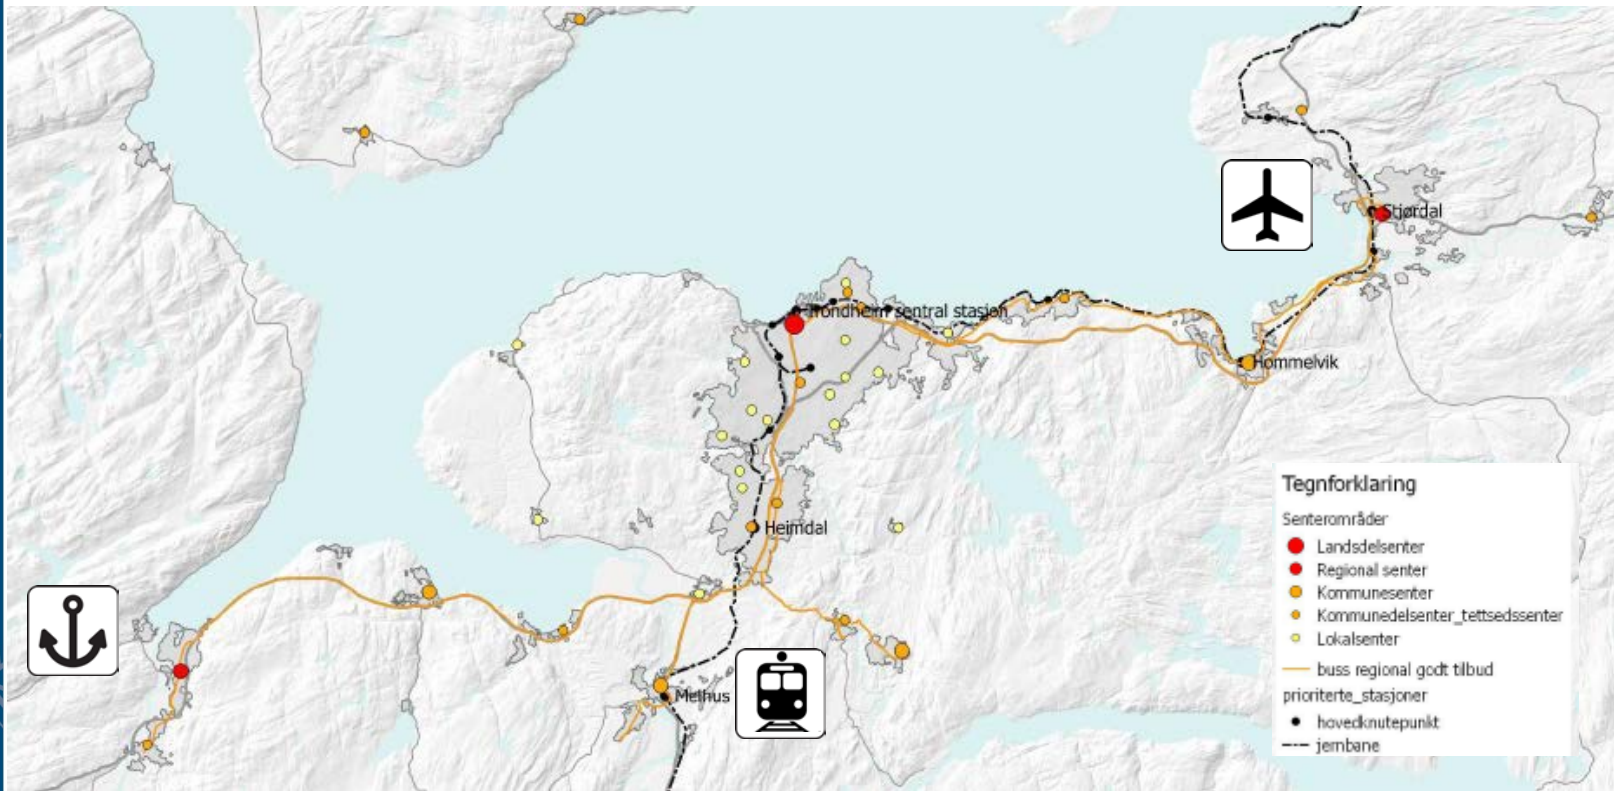 Stjørdal
Trondheim sentral stasjon
Hommelvik
Heimdal
Melhus
Tegnforklaring
Senterområder
Landsdelsenter
Regional senter
Kommunesenter
Kommunedelsenter_tettsedssenter
Lokalsenter
buss regional godt tilbud
prioriterte_stasjoner
hovedknutepunkt
jernbane